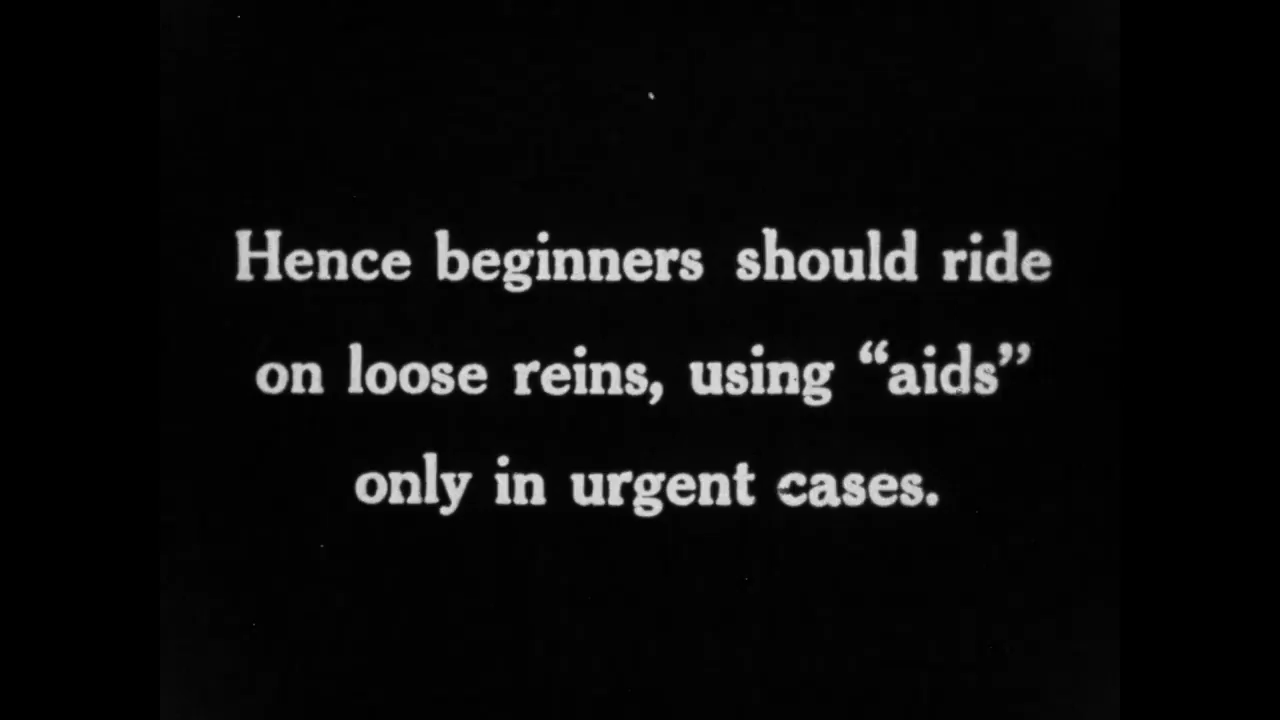 Hence beginners should ride
on loose reins, using “aids”
only in urgent cases.